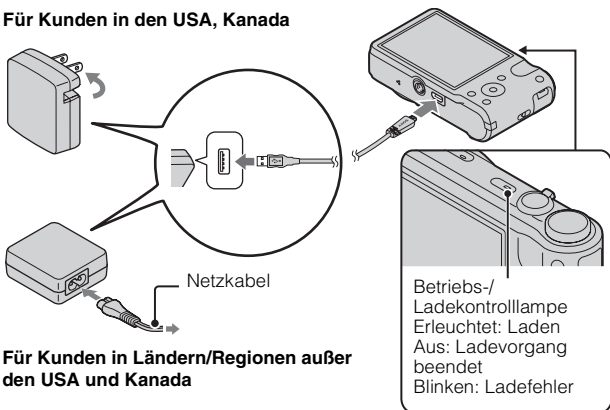 Für Kunden in den USA, Kanada
Netzkabel
Für Kunden in Ländern/Regionen außer
den USA und Kanada
Betriebs-/
Ladekontrolllampe
Erleuchtet: Laden
Aus: Ladevorgang
beendet
Blinken: Ladefehler